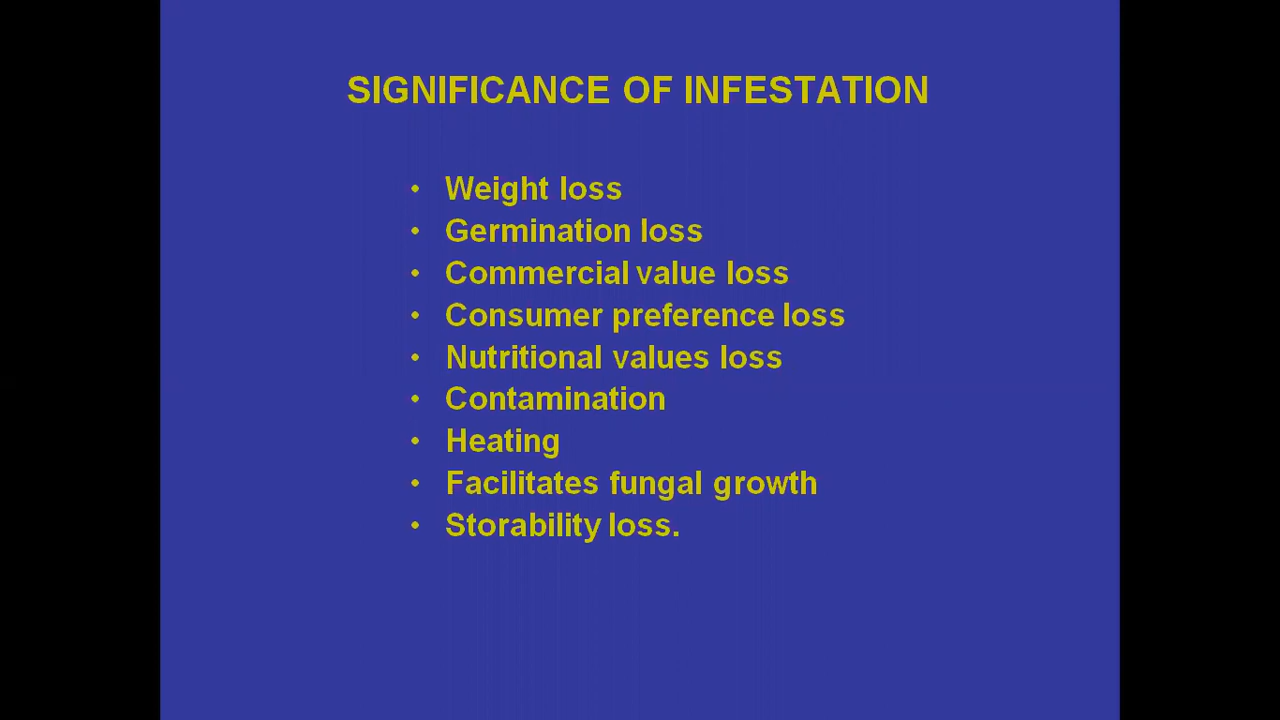 SIGNIFICANCE OF INFESTATION
• Weight loss
• Germination loss
• Commercial value loss
• Consumer preference loss
• Nutritional values loss
• Contamination
• Heating
• Facilitates fungal growth
• Storability loss.